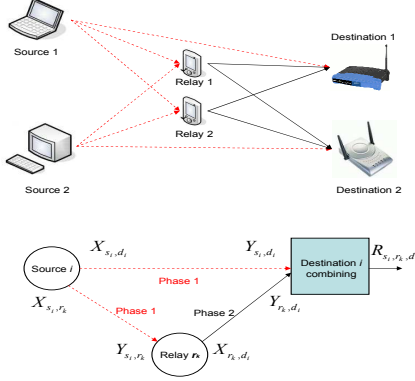 Source 1
Destination 1
Relay 1
Relay 2
Source 2
Destination 2
X_{s_i,d_i}
Y_{s_i,d_i}
Source i
Phase 1
Destination i
combining
R_{s_i,r_k,d}
X_{s_i,r_k}
Phase 1
Phase 2
Y_{r_k,d_i}
Y_{s_i,r_k}
Relay r_k
X_{r_k,d_i}